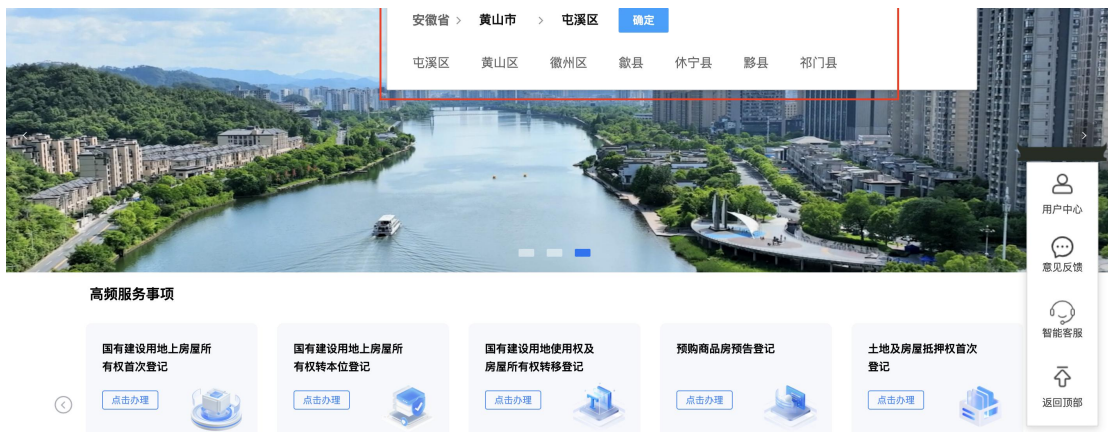 安徽省 > 黄山市 > 屯溪区 确定
屯溪区 黄山区 徽州区 歙县 休宁县 黟县 祁门县
用户中心
意见反馈
智能客服
返回顶部
高频服务事项
国有建设用地上房屋所
有权首次登记
点击办理
国有建设用地上房屋所
有权转本位登记
点击办理
国有建设用地使用权及
房屋所有权转移登记
点击办理
预购商品房预告登记
点击办理
土地及房屋抵押权首次
登记
点击办理